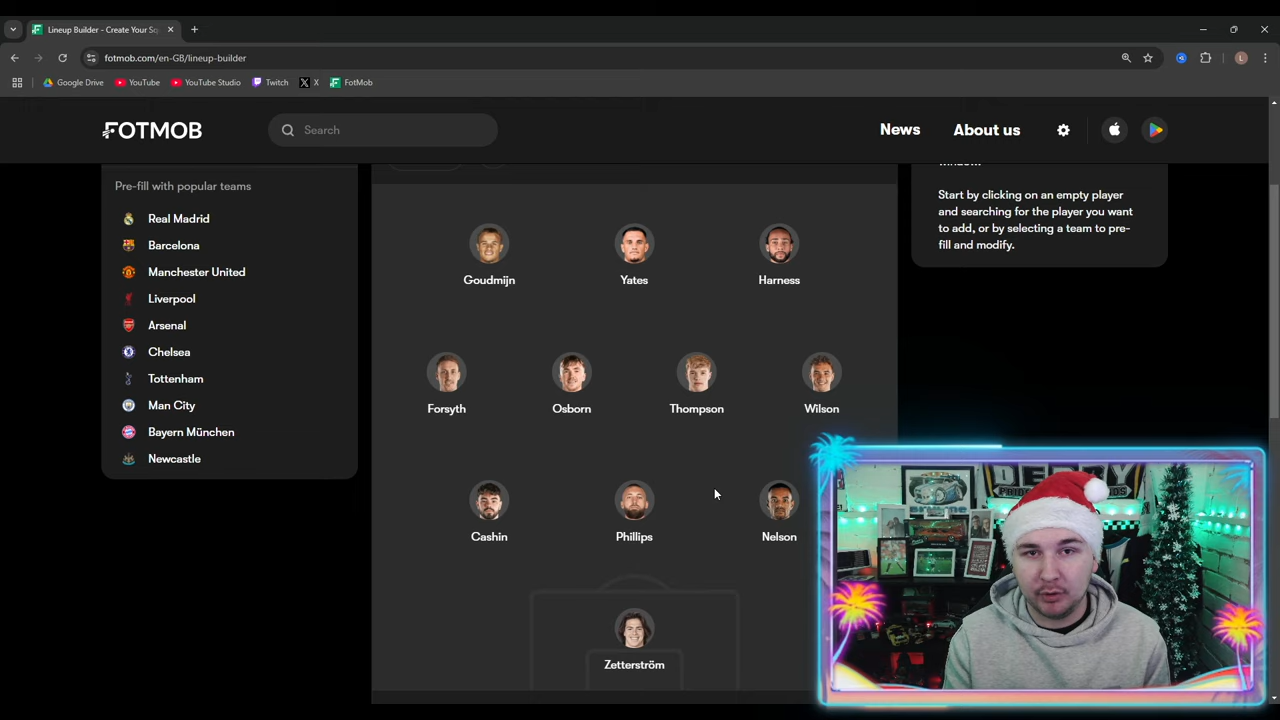 Lineup Builder - Create Your Sq
fotmob.com/en-GB/lineup-builder
L
Google Drive
YouTube
YouTube Studio
Twitch
X
FotMob
FOTMOB
Search
News
About us
Pre-fill with popular teams
Real Madrid
Barcelona
Manchester United
Liverpool
Arsenal
Chelsea
Tottenham
Man City
Bayern München
Newcastle
Goudmijn
Yates
Harness
Forsyth
Osborn
Thompson
Wilson
Cashin
Phillips
Nelson
Zetterström
Start by clicking on an empty player
and searching for the player you want
to add, or by selecting a team to pre-
fill and modify.
DERBY